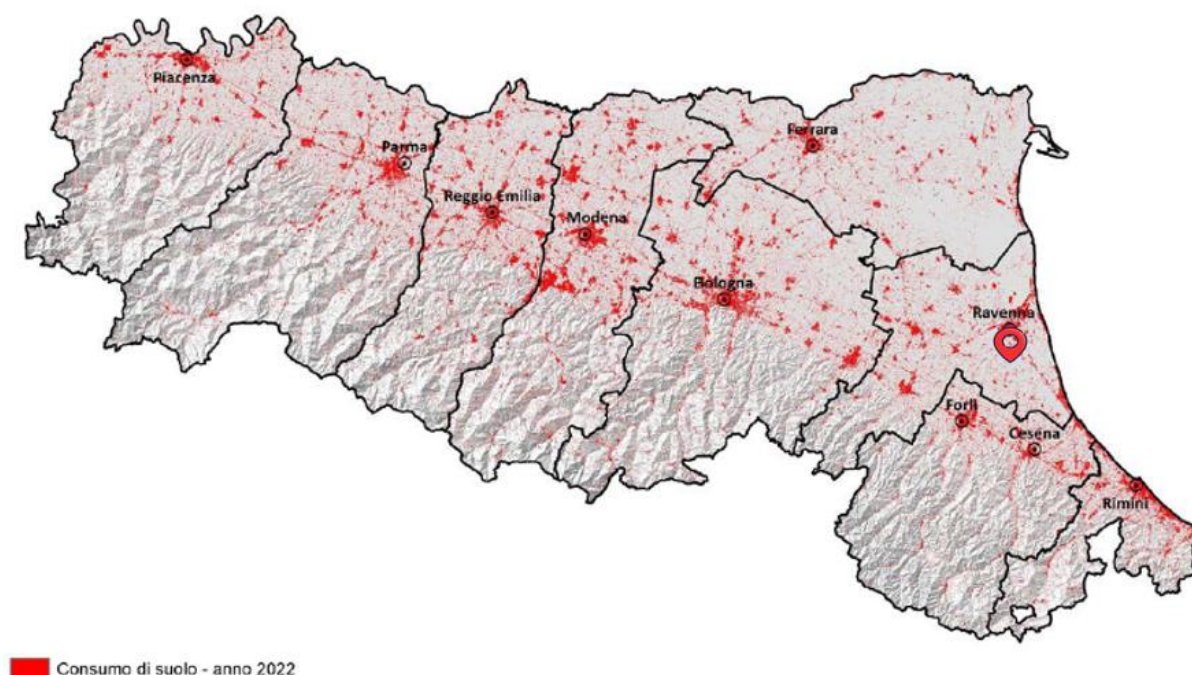 Piacenza
Parma
Ferrara
Reggio Emilia
Modena
Bologna
Ravenna
Forlì
Cesena
Rimini
Consumo di suolo - anno 2022